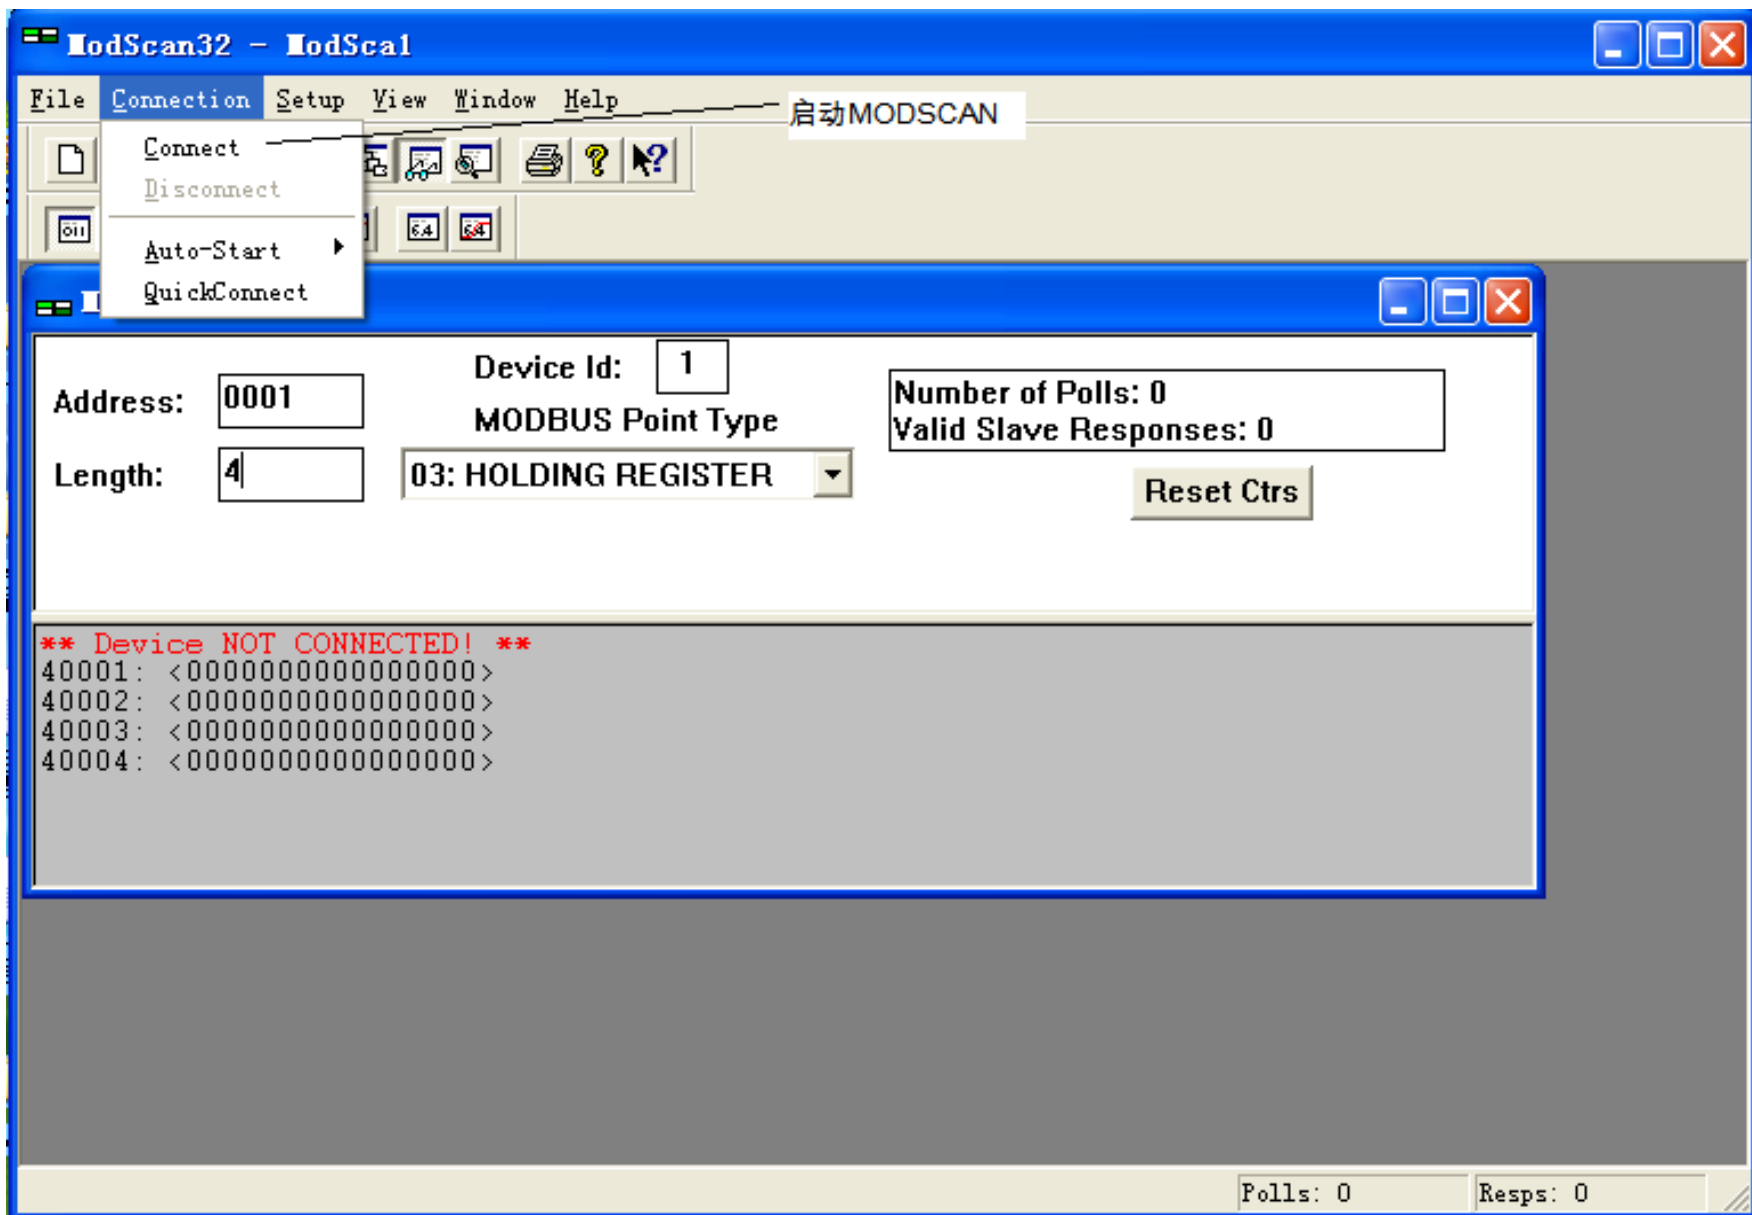 ModScan32 - ModSca1
File Connection Setup View Window Help
启动MODSCAN
Connect
Disconnect
Auto-Start
QuickConnect
Address: 0001
Device Id: 1
MODBUS Point Type
Length: 4
03: HOLDING REGISTER
Number of Polls: 0
Valid Slave Responses: 0
Reset Ctrs
** Device NOT CONNECTED! **
40001: <0000000000000000>
40002: <0000000000000000>
40003: <0000000000000000>
40004: <0000000000000000>
Polls: 0
Resps: 0